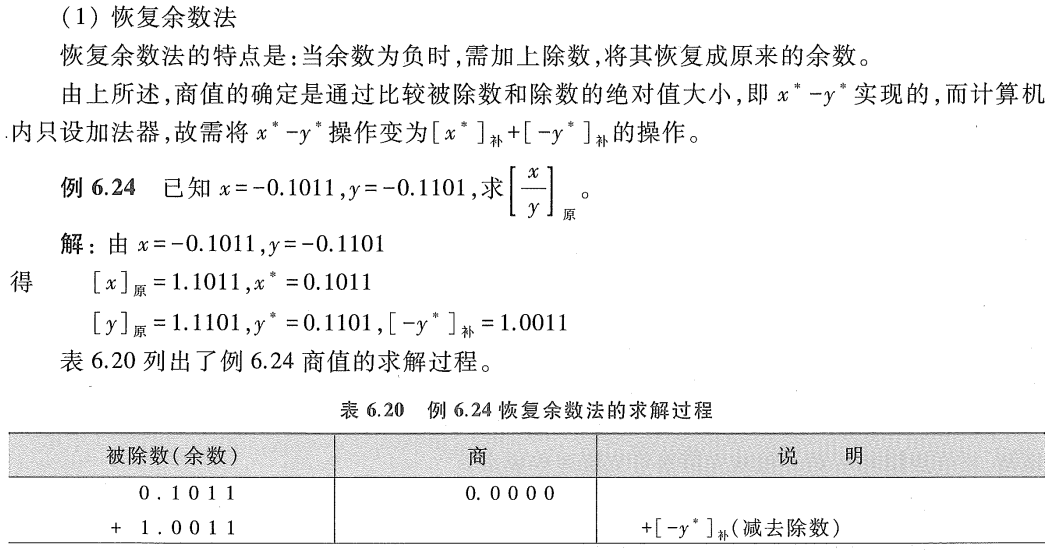 (1) 恢复余数法
恢复余数法的特点是:当余数为负时,需加上除数,将其恢复成原来的余数。
由上所述,商值的确定是通过比较被除数和除数的绝对值大小,即 x*-y*实现的,而计算机
内只设加法器,故需将 x*-y*操作变为[x*]补+[-y*]补的操作。
例 6.24 已知 x=-0.1011,y=-0.1101,求[x/y]原。
解: 由 x=-0.1011,y=-0.1101
得 [x]原=1.1011,x*=0.1011
[y]原=1.1101,y*=0.1101,[-y*]补=1.0011
表 6.20 列出了例 6.24 商值的求解过程。
表 6.20 例 6.24 恢复余数法的求解过程
被除数(余数) 商 说 明
0.1011 0.0000
+ 1.0011 +[-y*]补(减去除数)